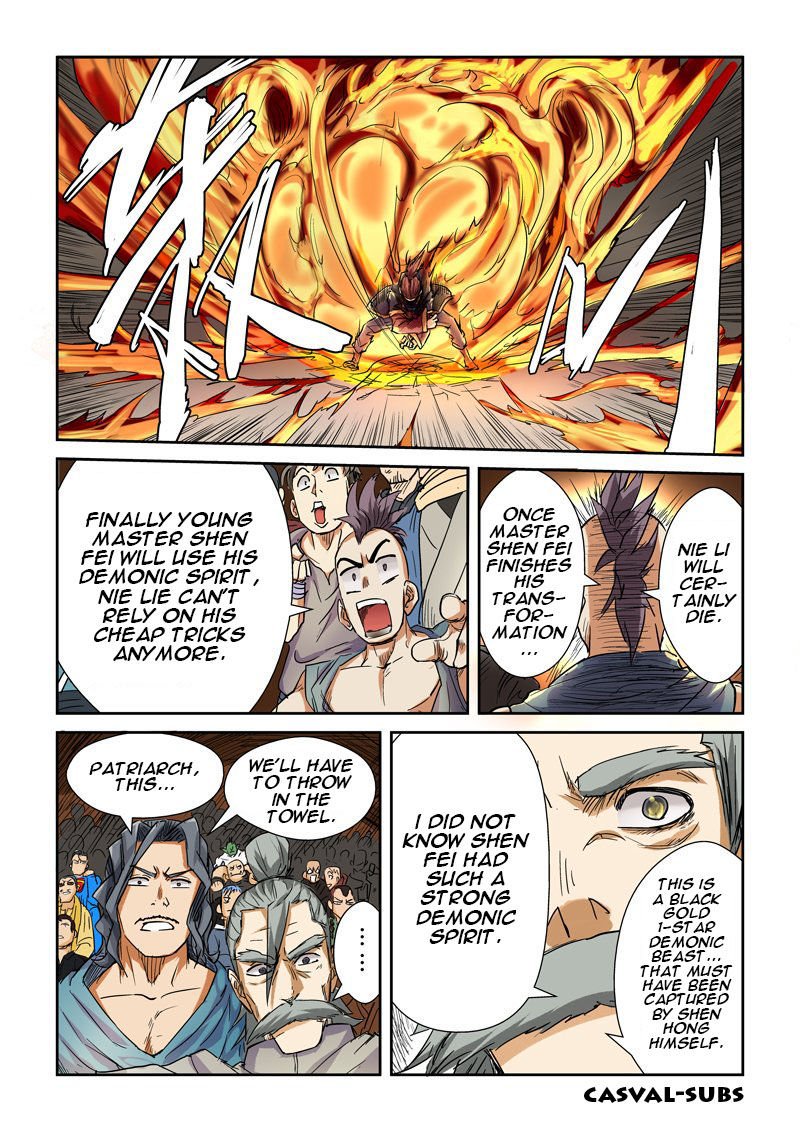 FINALLY YOUNG
MASTER SHEN
FEI WILL USE HIS
DEMONIC SPIRIT,
NIE LIE CAN'T
RELY ON HIS
CHEAP TRICKS
ANYMORE.
ONCE
MASTER
SHEN FEI
FINISHES
HIS
TRANS-
FOR-
MATION
...
NIE LI
WILL
CER-
TAINLY
DIE.
PATRIARCH,
THIS...
WE'LL HAVE
TO THROW
IN THE
TOWEL.
......
I DID NOT
KNOW SHEN
FEI HAD
SUCH A
STRONG
DEMONIC
SPIRIT.
THIS IS
A BLACK
GOLD
1-STAR
DEMONIC
BEAST...
THAT MUST
HAVE BEEN
CAPTURED
BY SHEN
HONG
HIMSELF.
CASVAL-SUBS